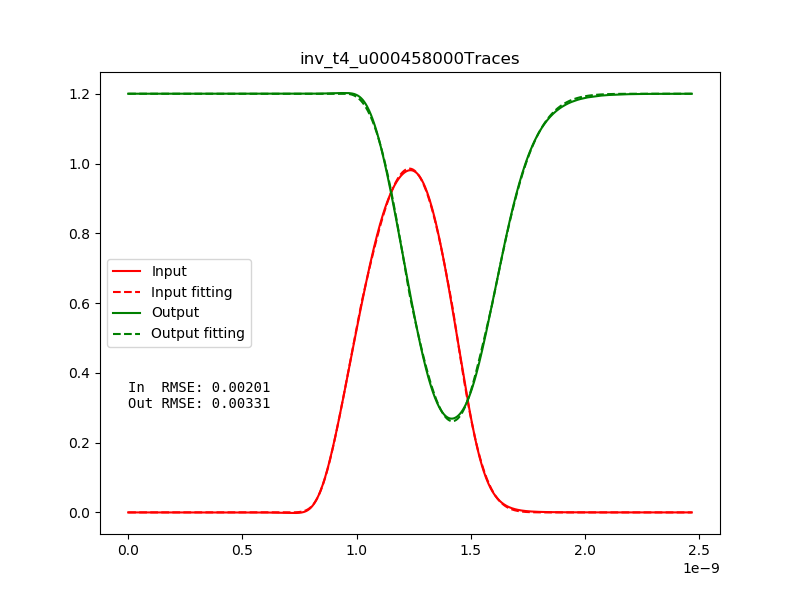 inv_t4_u000458000Traces
1.2
1.0
0.8
0.6
0.4
0.2
0.0
Input
Input fitting
Output
Output fitting
In  RMSE: 0.00201
Out RMSE: 0.00331
0.0 0.5 1.0 1.5 2.0 2.5
1e−9